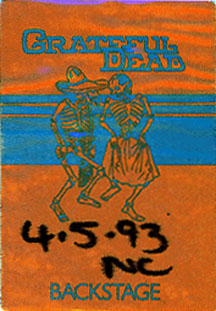 GRATEFUL
DEAD
4.5.93
NC
BACKSTAGE